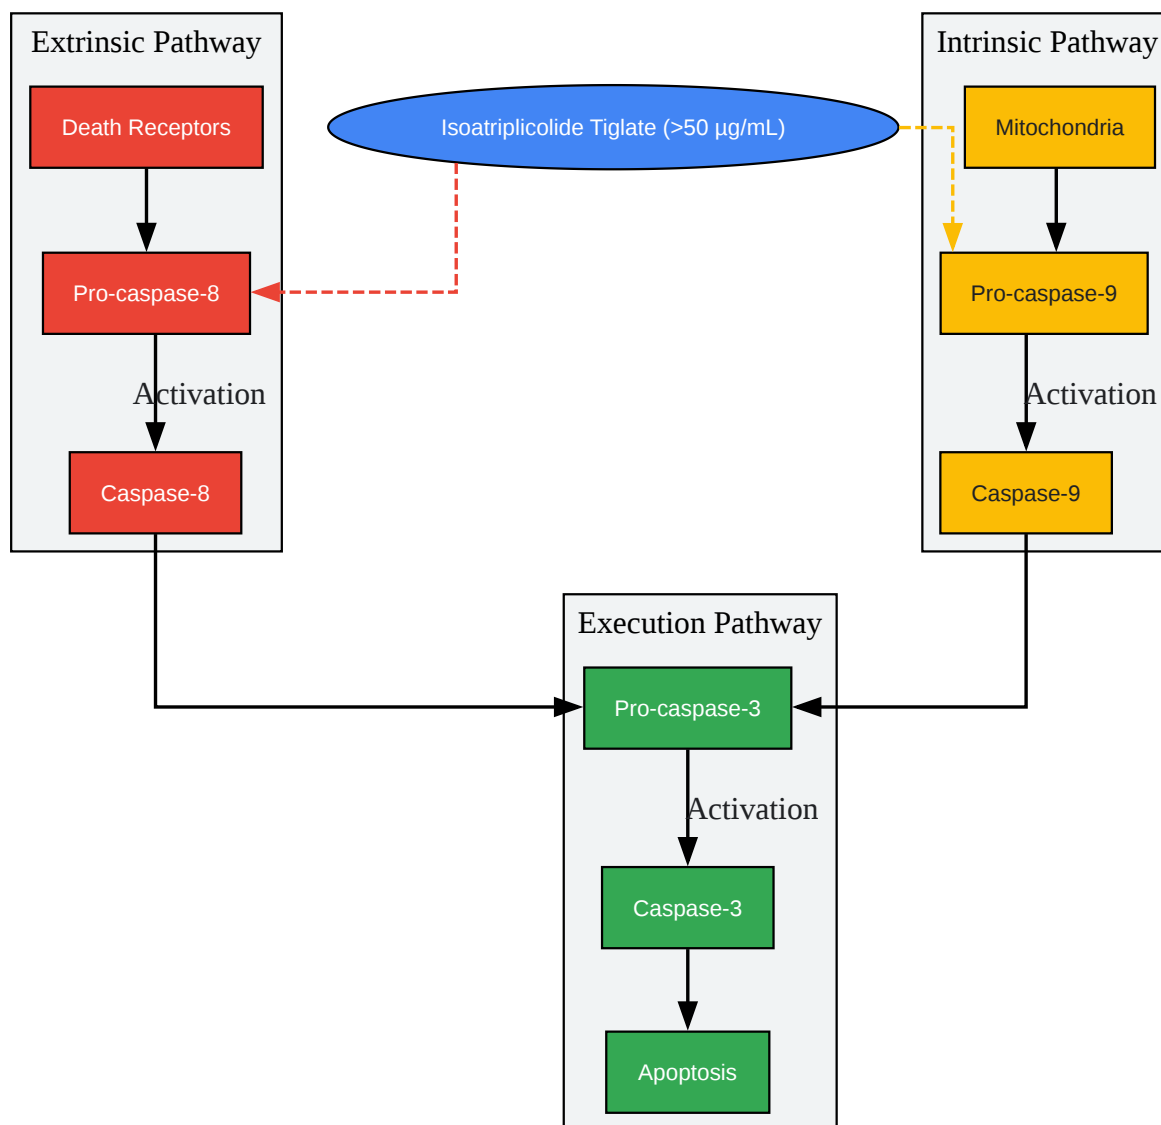 Extrinsic Pathway
Death Receptors
Pro-caspase-8
Activation
Caspase-8
Isoatriplicolide Tiglate (>50 µg/mL)
Intrinsic Pathway
Mitochondria
Pro-caspase-9
Activation
Caspase-9
Execution Pathway
Pro-caspase-3
Activation
Caspase-3
Apoptosis